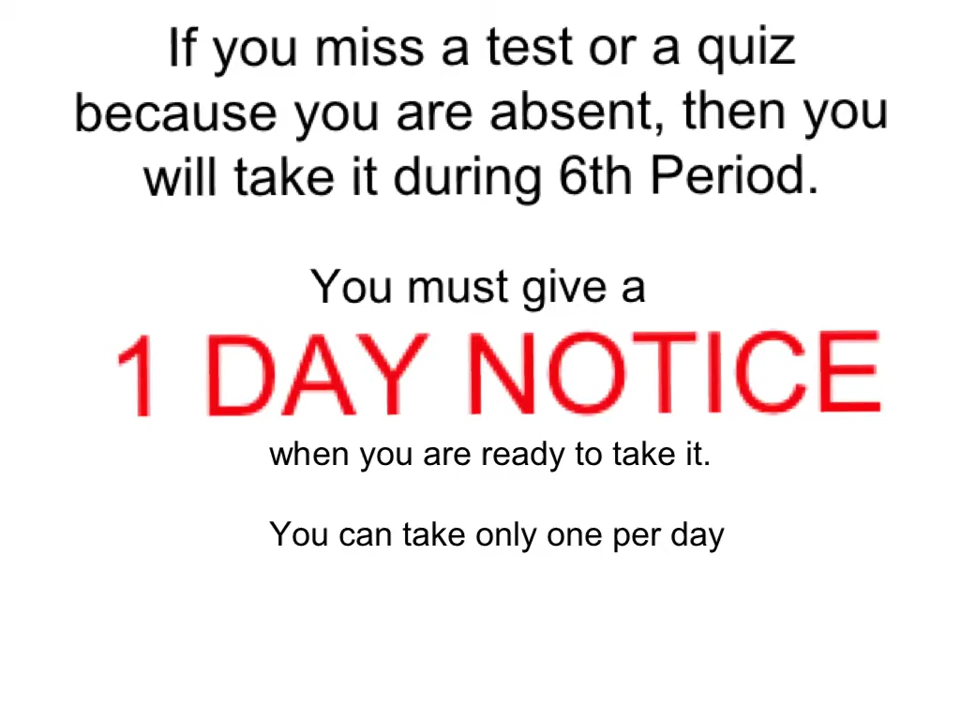 If you miss a test or a quiz
because you are absent, then you
will take it during 6th Period.
You must give a
1 DAY NOTICE
when you are ready to take it.
You can take only one per day